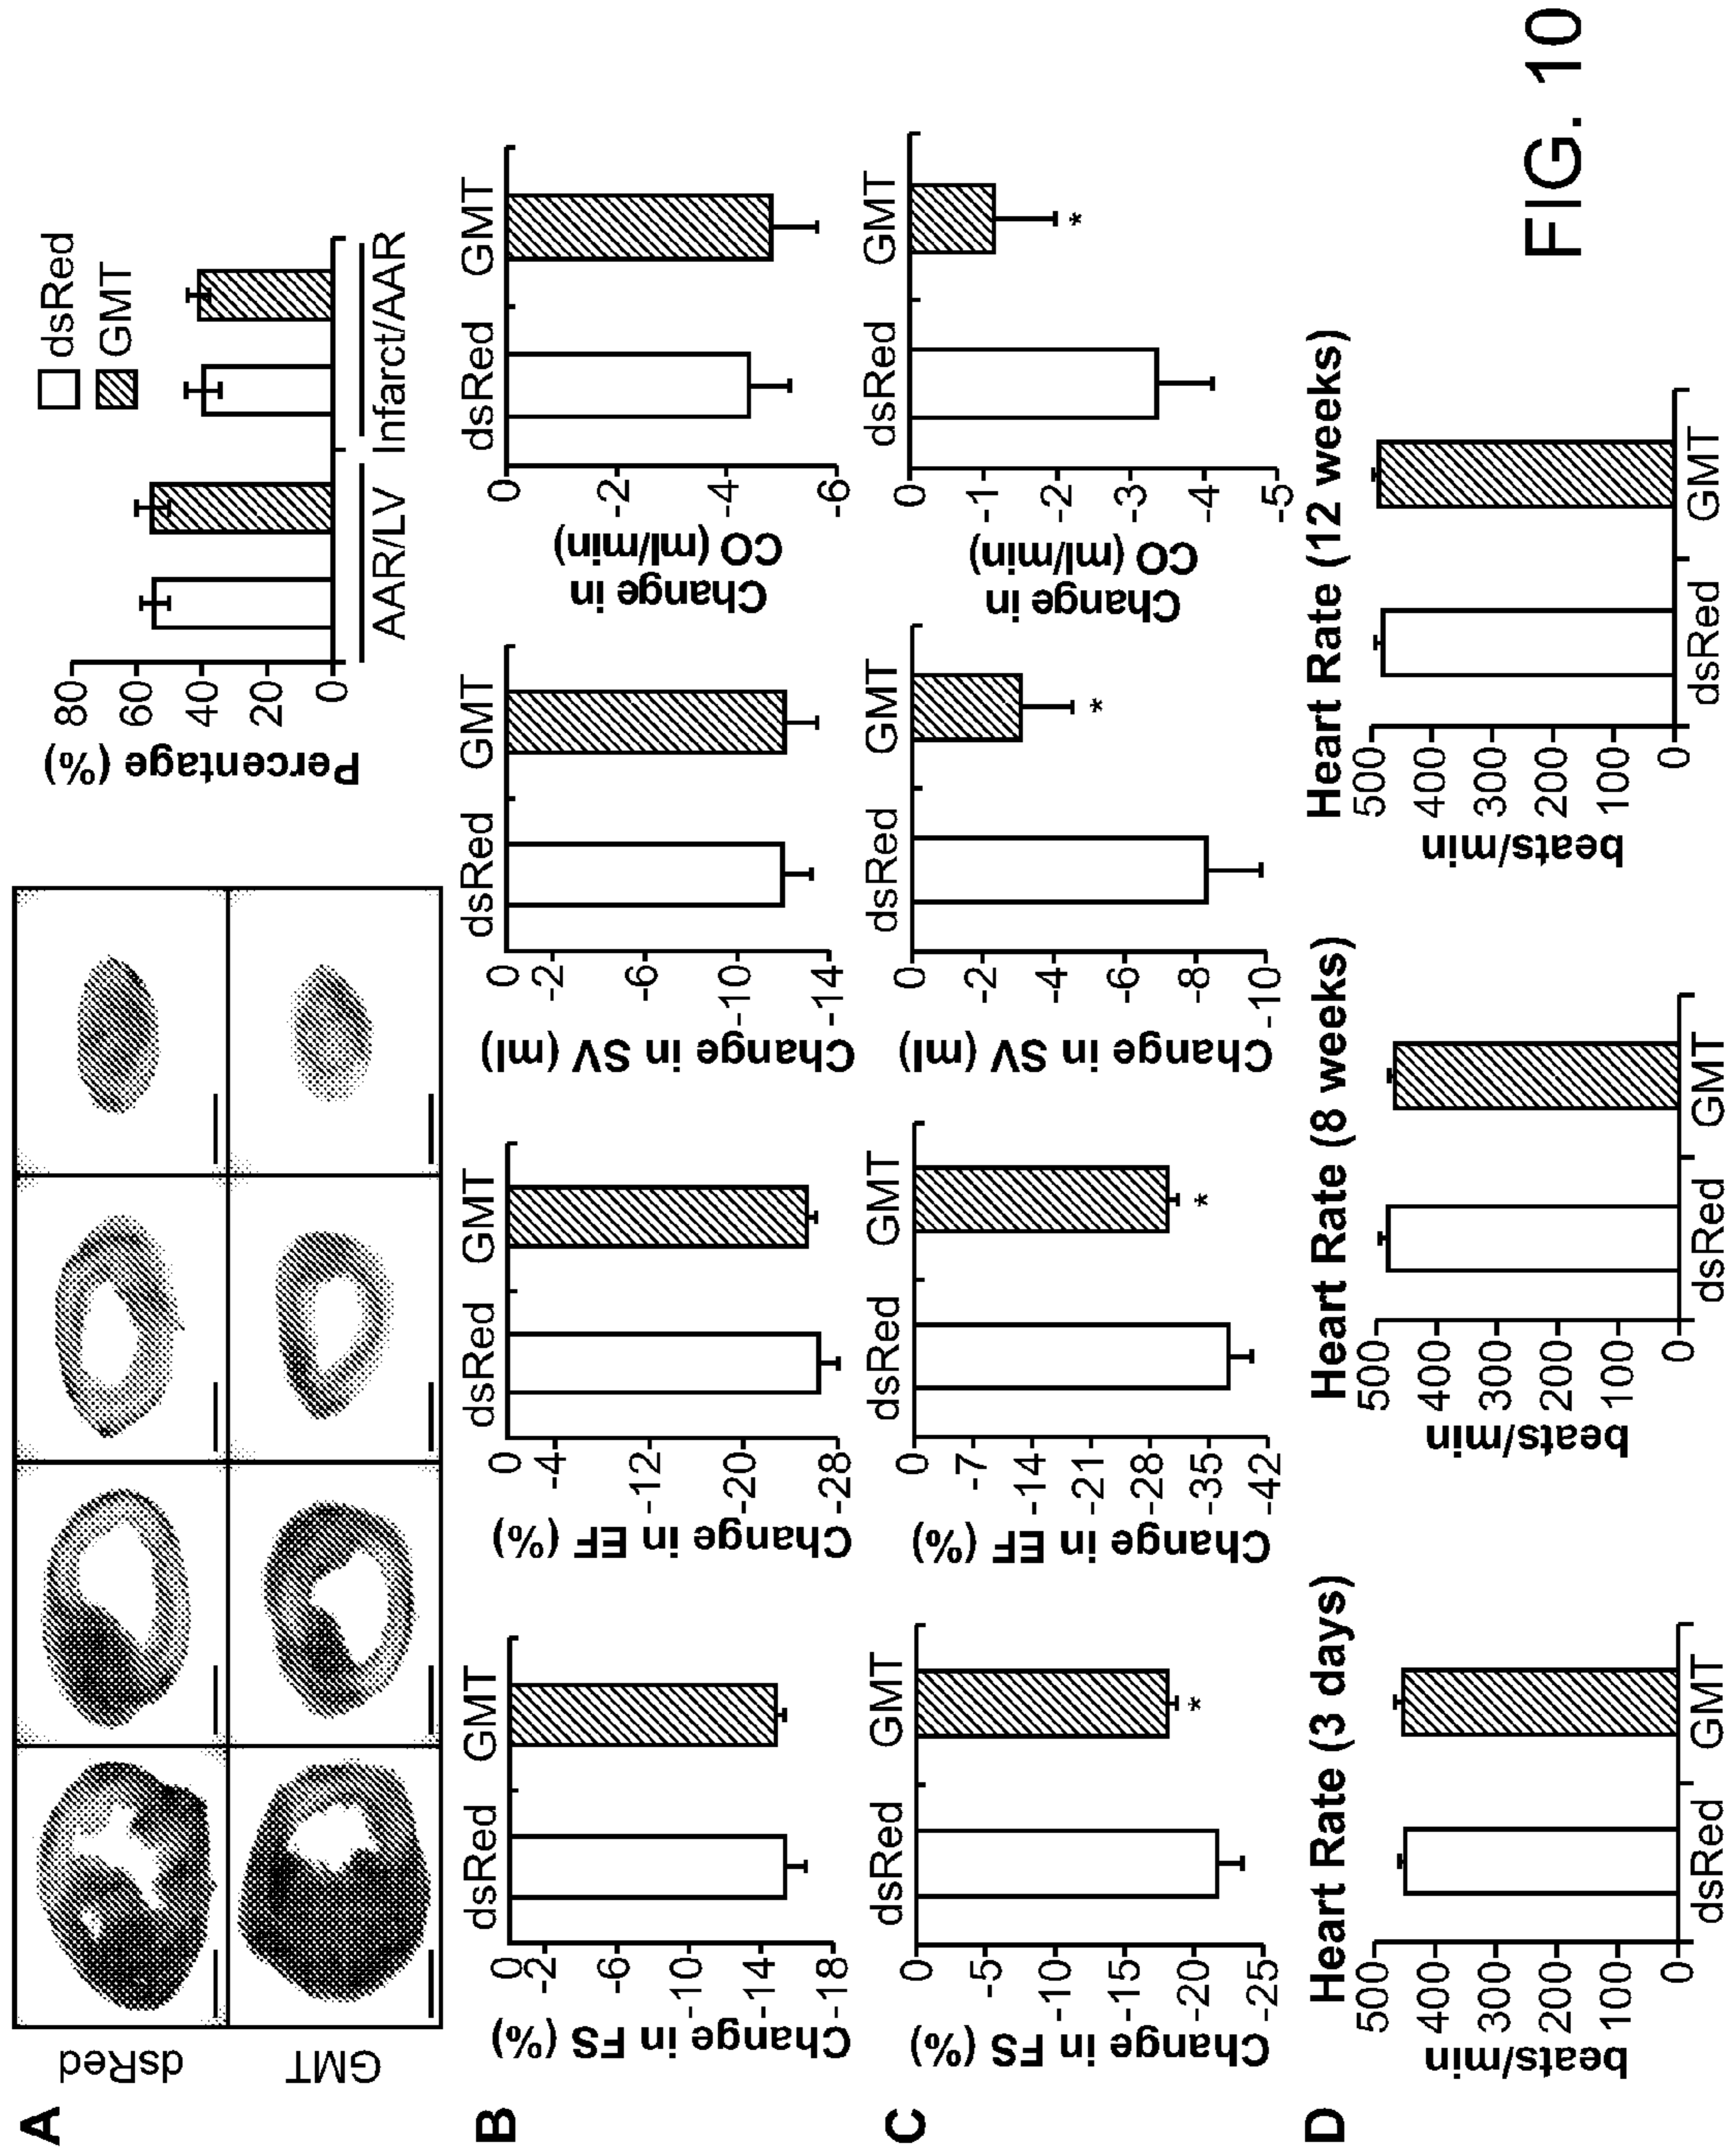 A
dsRed
GMT
Percentage (%)
80
60
40
20
0
AAR/LV
Infarct/AAR
dsRed
GMT
B
Change in FS (%)
0
-2
-6
-10
-14
-18
dsRed
GMT
Change in EF (%)
0
-4
-12
-20
-28
dsRed
GMT
Change in SV (ml)
0
-2
-6
-10
-14
dsRed
GMT
Change in
CO (ml/min)
0
-2
-4
-6
dsRed
GMT
C
Change in FS (%)
0
-5
-10
-15
-20
-25
dsRed
GMT
*
Change in EF (%)
0
-7
-14
-21
-28
-35
-42
dsRed
GMT
*
Change in SV (ml)
0
-2
-4
-6
-8
-10
dsRed
GMT
*
Change in
CO (ml/min)
0
-1
-2
-3
-4
-5
dsRed
GMT
*
D
Heart Rate (3 days)
beats/min
500
400
300
200
100
0
dsRed
GMT
Heart Rate (8 weeks)
beats/min
500
400
300
200
100
0
dsRed
GMT
Heart Rate (12 weeks)
beats/min
500
400
300
200
100
0
dsRed
GMT
FIG. 10